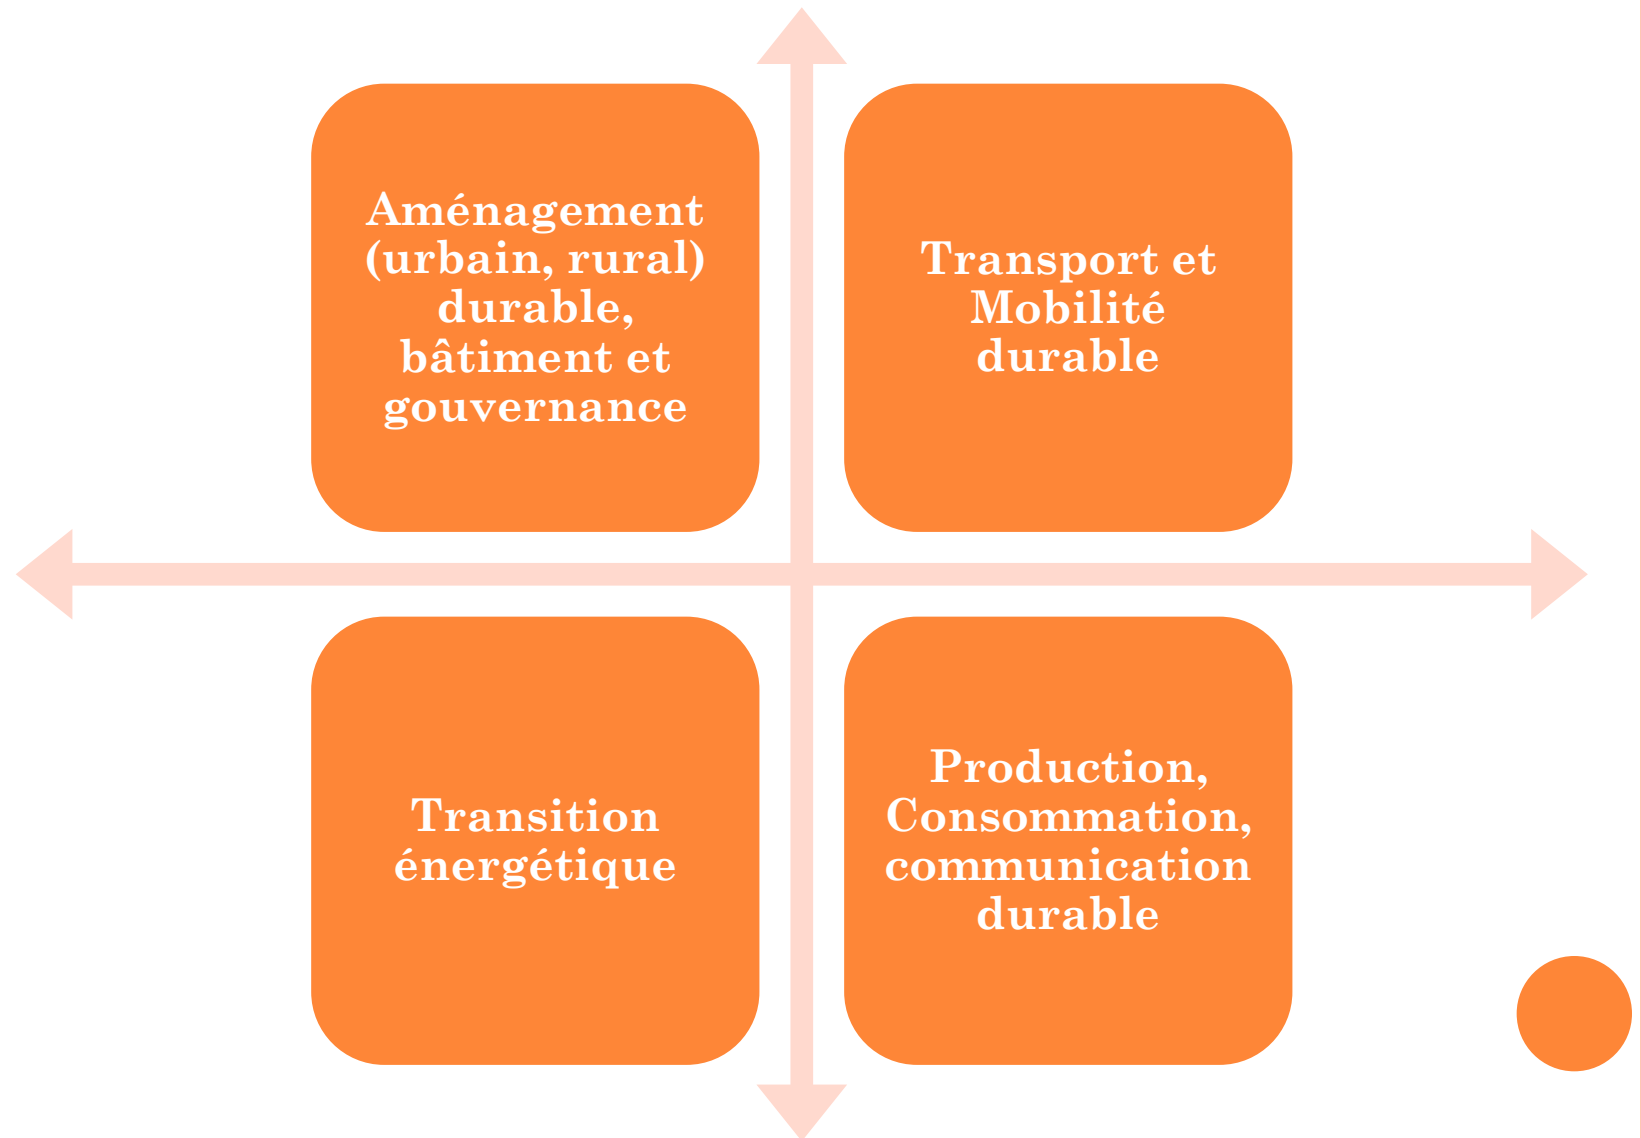 Aménagement
(urbain, rural)
durable,
bâtiment et
gouvernance
Transport et
Mobilité
durable
Transition
énergétique
Production,
Consommation,
communication
durable